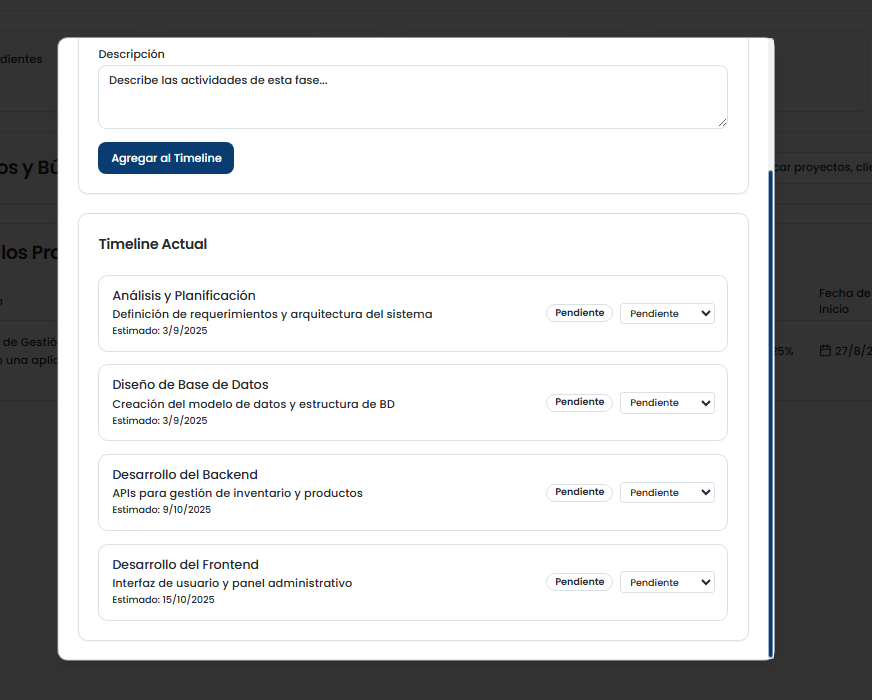 Descripción
Describe las actividades de esta fase...
Agregar al Timeline
Timeline Actual
Análisis y Planificación
Definición de requerimientos y arquitectura del sistema
Estimado: 3/9/2025
Pendiente
Pendiente
Diseño de Base de Datos
Creación del modelo de datos y estructura de BD
Estimado: 3/9/2025
Pendiente
Pendiente
Desarrollo del Backend
APIs para gestión de inventario y productos
Estimado: 9/10/2025
Pendiente
Pendiente
Desarrollo del Frontend
Interfaz de usuario y panel administrativo
Estimado: 15/10/2025
Pendiente
Pendiente
dientes
os y Bú
car proyectos, clie
los Pro
Fecha de
Inicio
de Gestió
o una aplic
25%
27/8/2